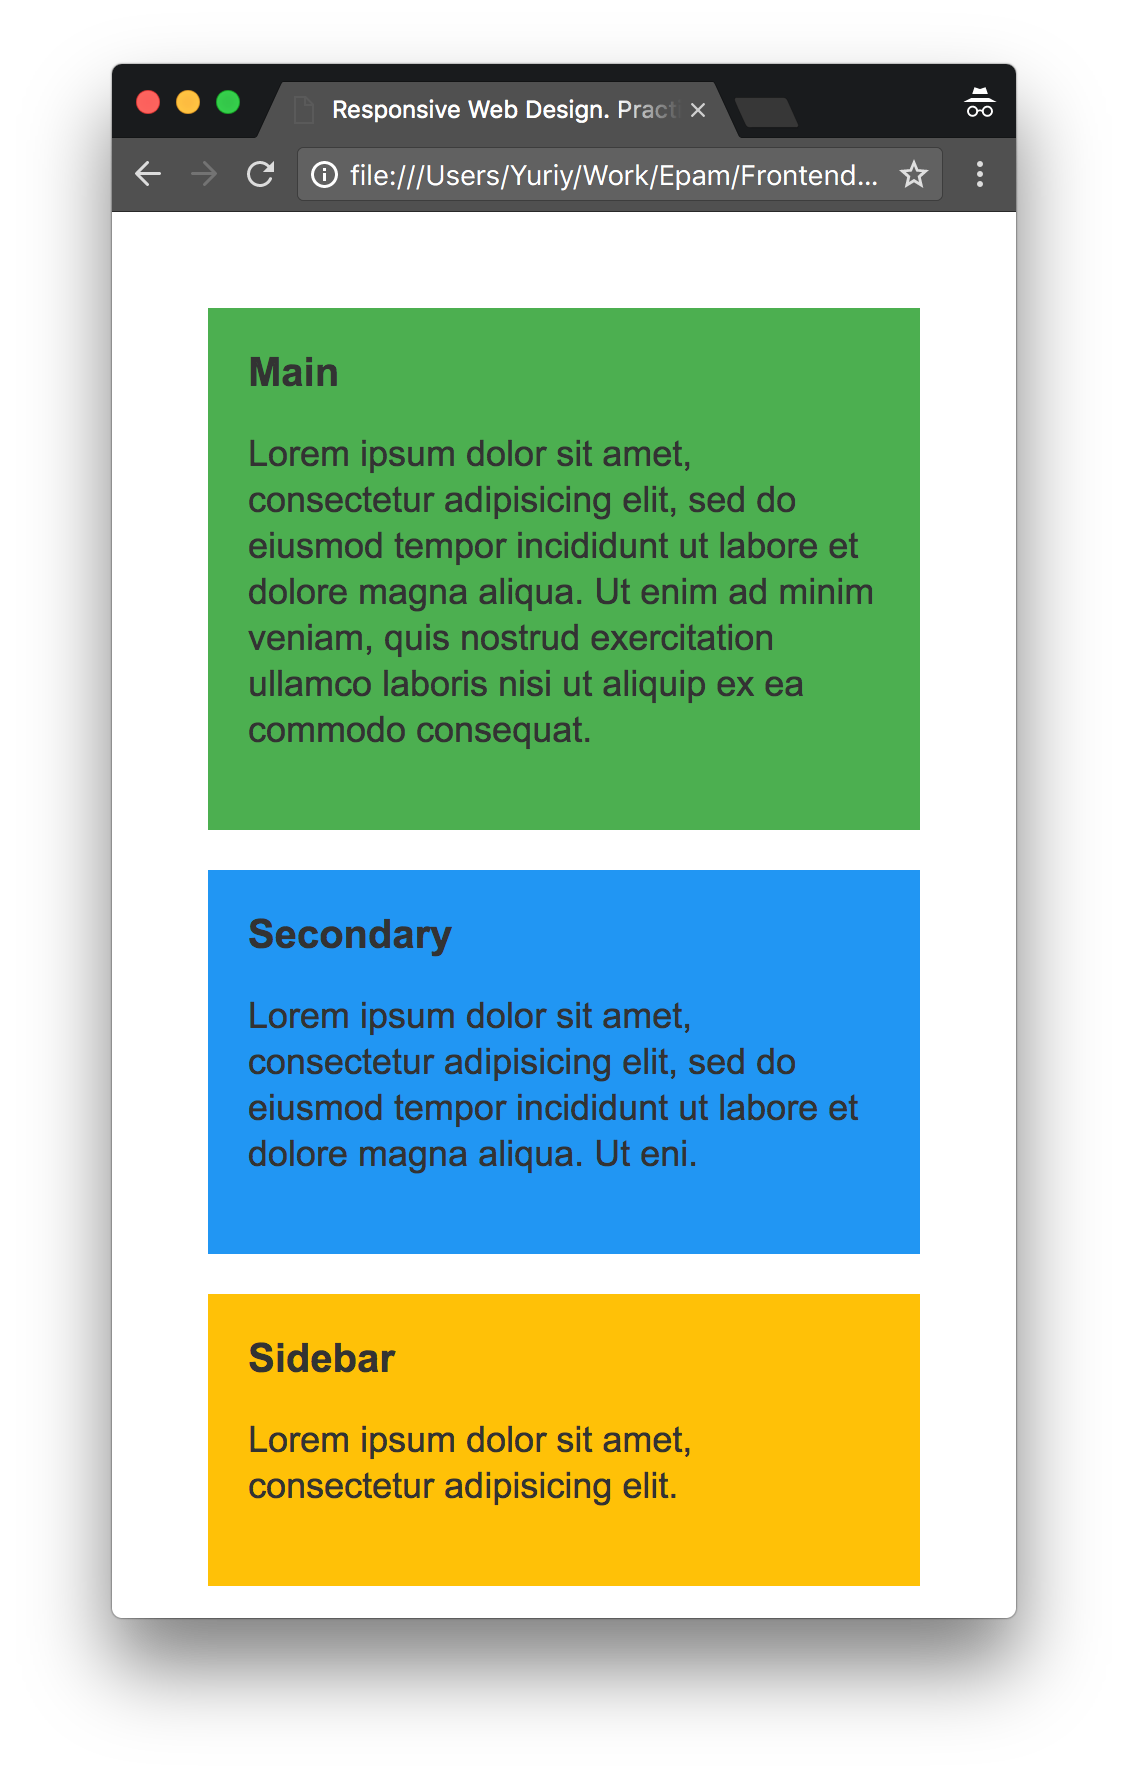 Responsive Web Design. Practi
file:///Users/Yuriy/Work/Epam/Frontend...
Main
Lorem ipsum dolor sit amet,
consectetur adipisicing elit, sed do
eiusmod tempor incididunt ut labore et
dolore magna aliqua. Ut enim ad minim
veniam, quis nostrud exercitation
ullamco laboris nisi ut aliquip ex ea
commodo consequat.
Secondary
Lorem ipsum dolor sit amet,
consectetur adipisicing elit, sed do
eiusmod tempor incididunt ut labore et
dolore magna aliqua. Ut eni.
Sidebar
Lorem ipsum dolor sit amet,
consectetur adipisicing elit.